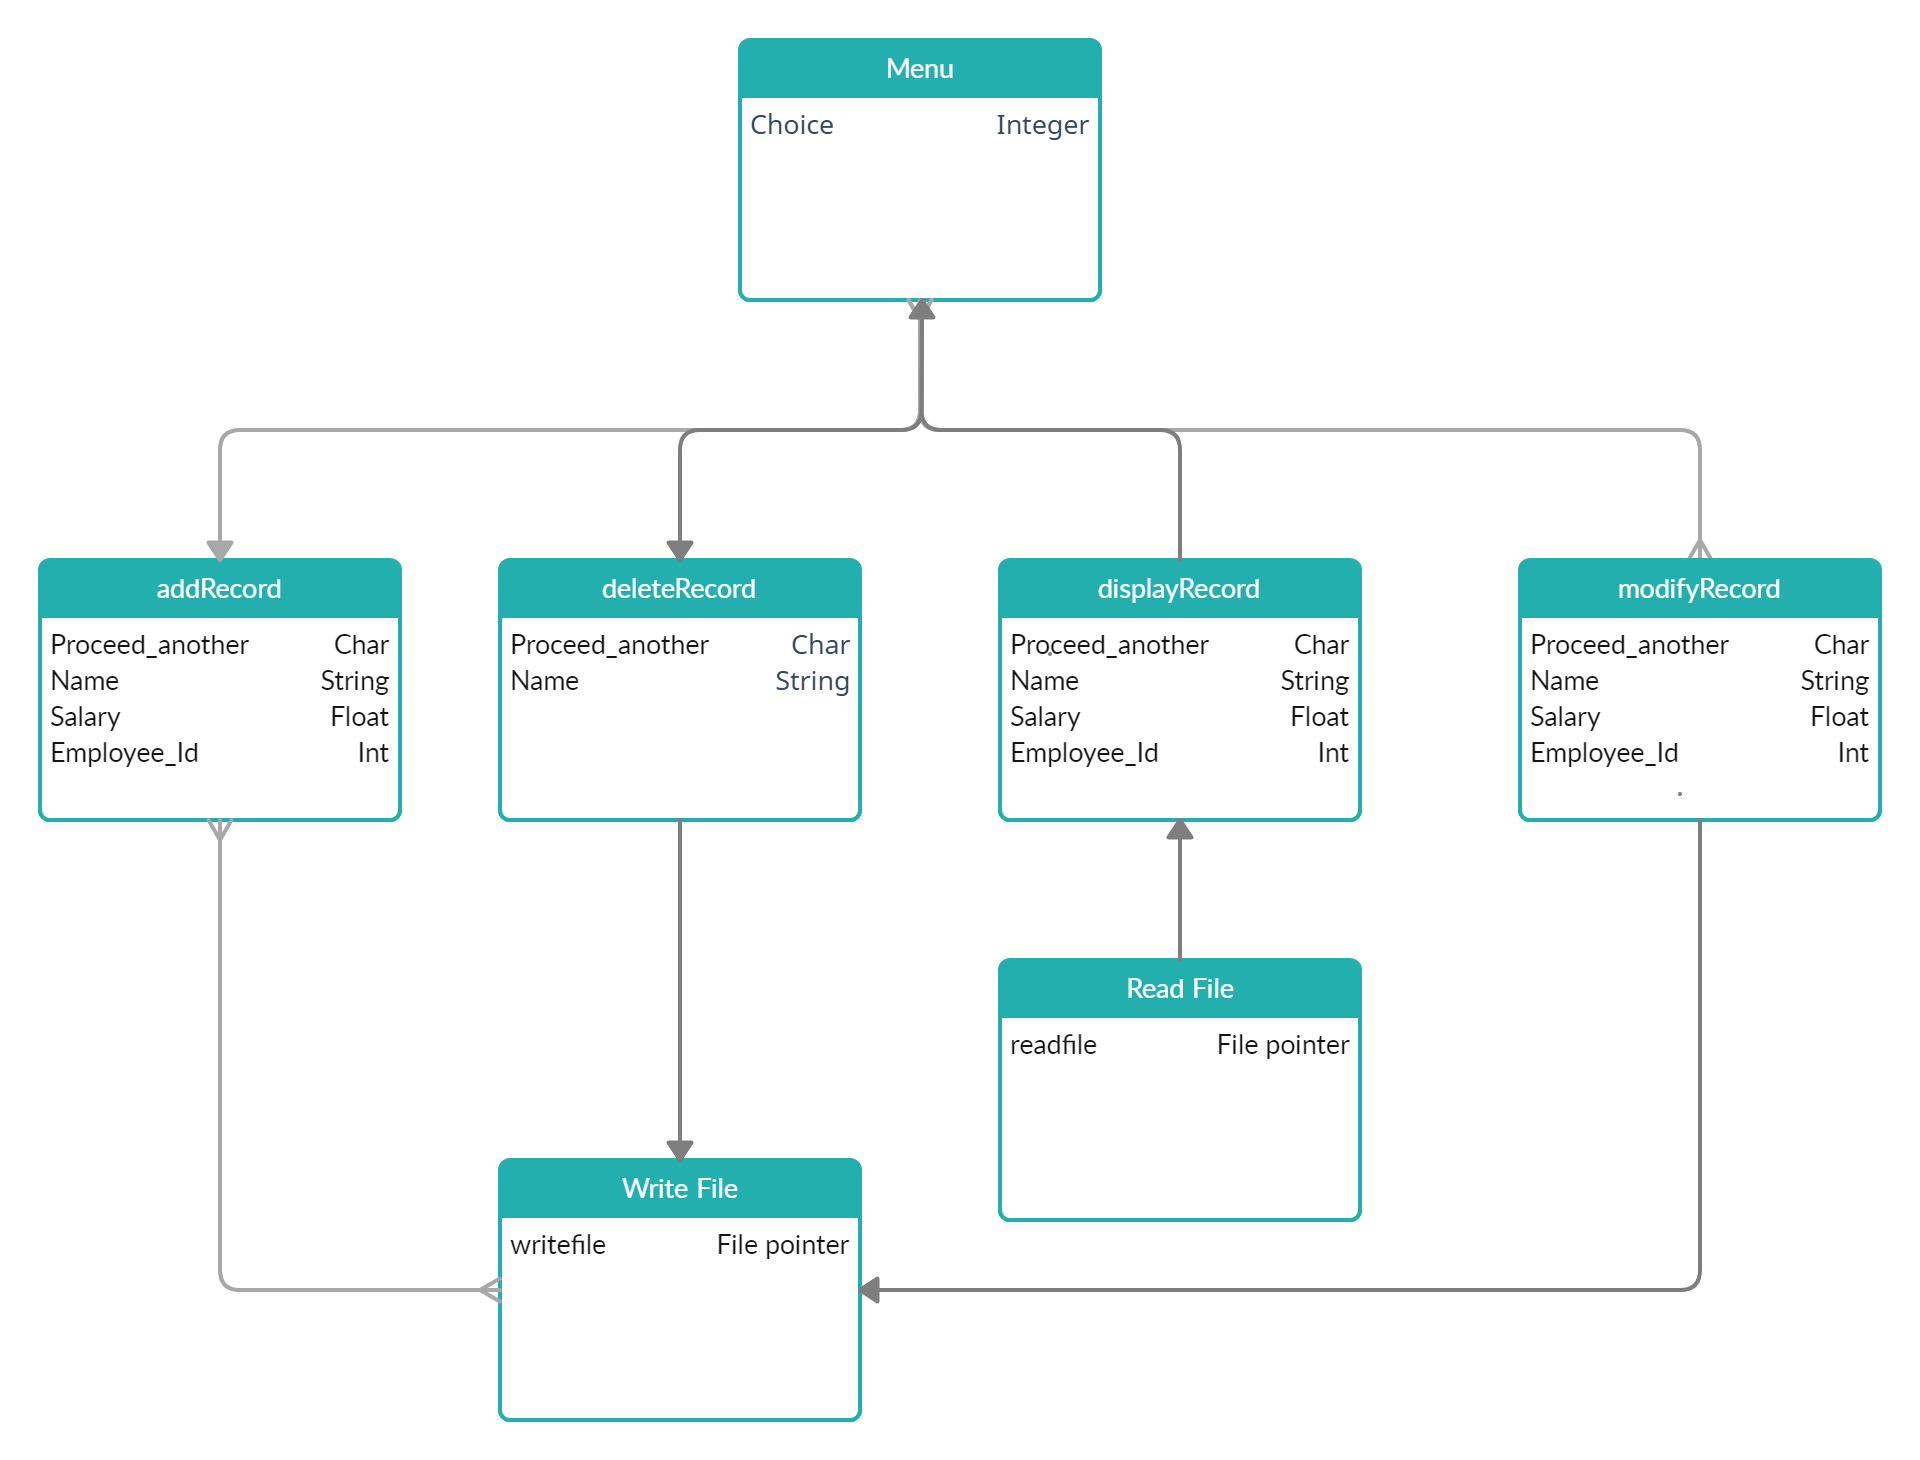 Menu
Choice Integer
addRecord
Proceed_another Char
Name String
Salary Float
Employee_Id Int
deleteRecord
Proceed_another Char
Name String
displayRecord
Proceed_another Char
Name String
Salary Float
Employee_Id Int
modifyRecord
Proceed_another Char
Name String
Salary Float
Employee_Id Int
.
Read File
readfile File pointer
Write File
writefile File pointer